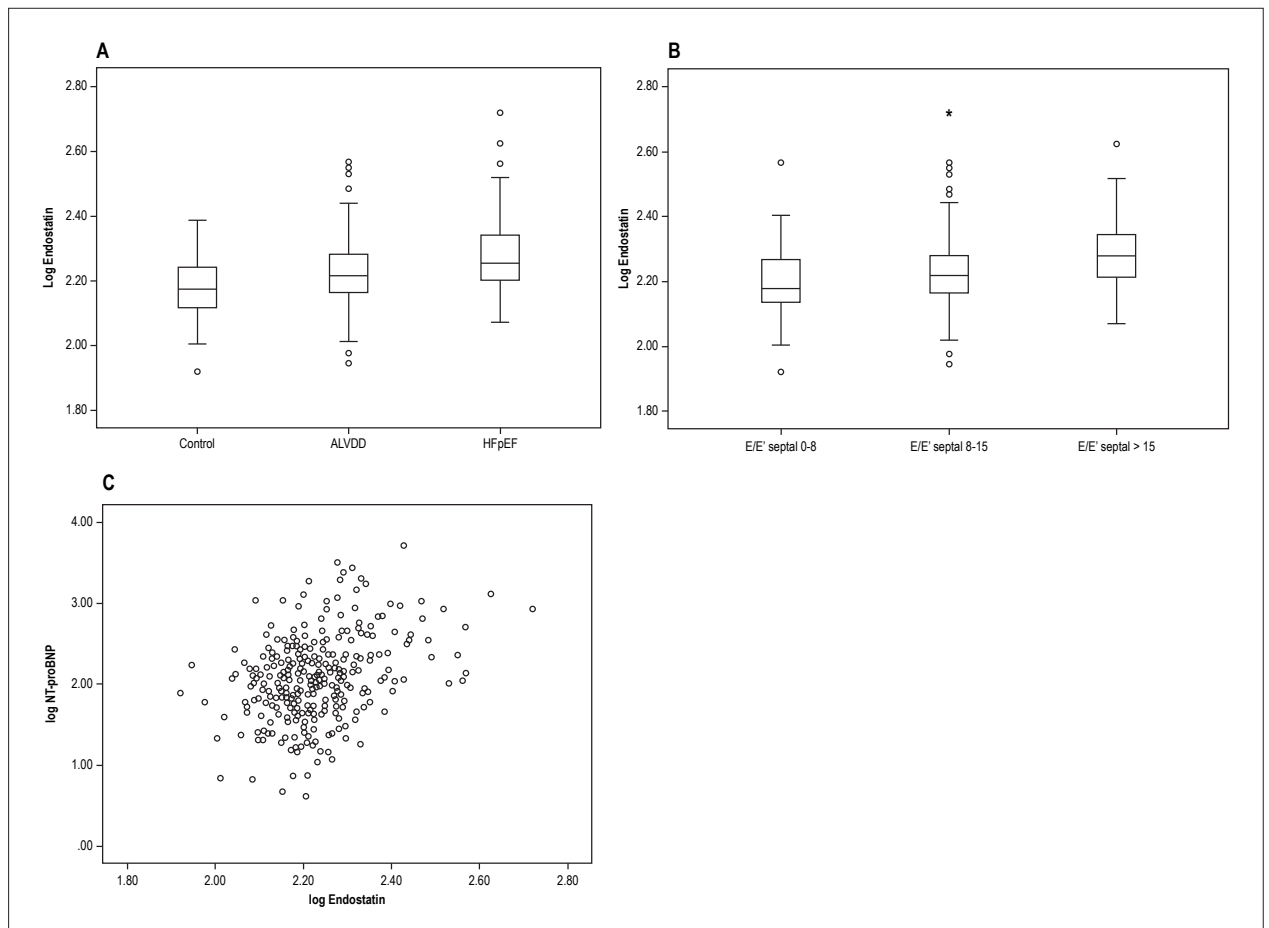 A
2.80
2.60
2.40
2.20
2.00
1.80
Log Endostatin
Control ALVDD HFpEF
B
*
2.80
2.60
2.40
2.20
2.00
1.80
Log Endostatin
E/E' septal 0-8 E/E' septal 8-15 E/E' septal > 15
C
4.00
3.00
2.00
1.00
.00
log NT-proBNP
1.80 2.00 2.20 2.40 2.60 2.80
log Endostatin